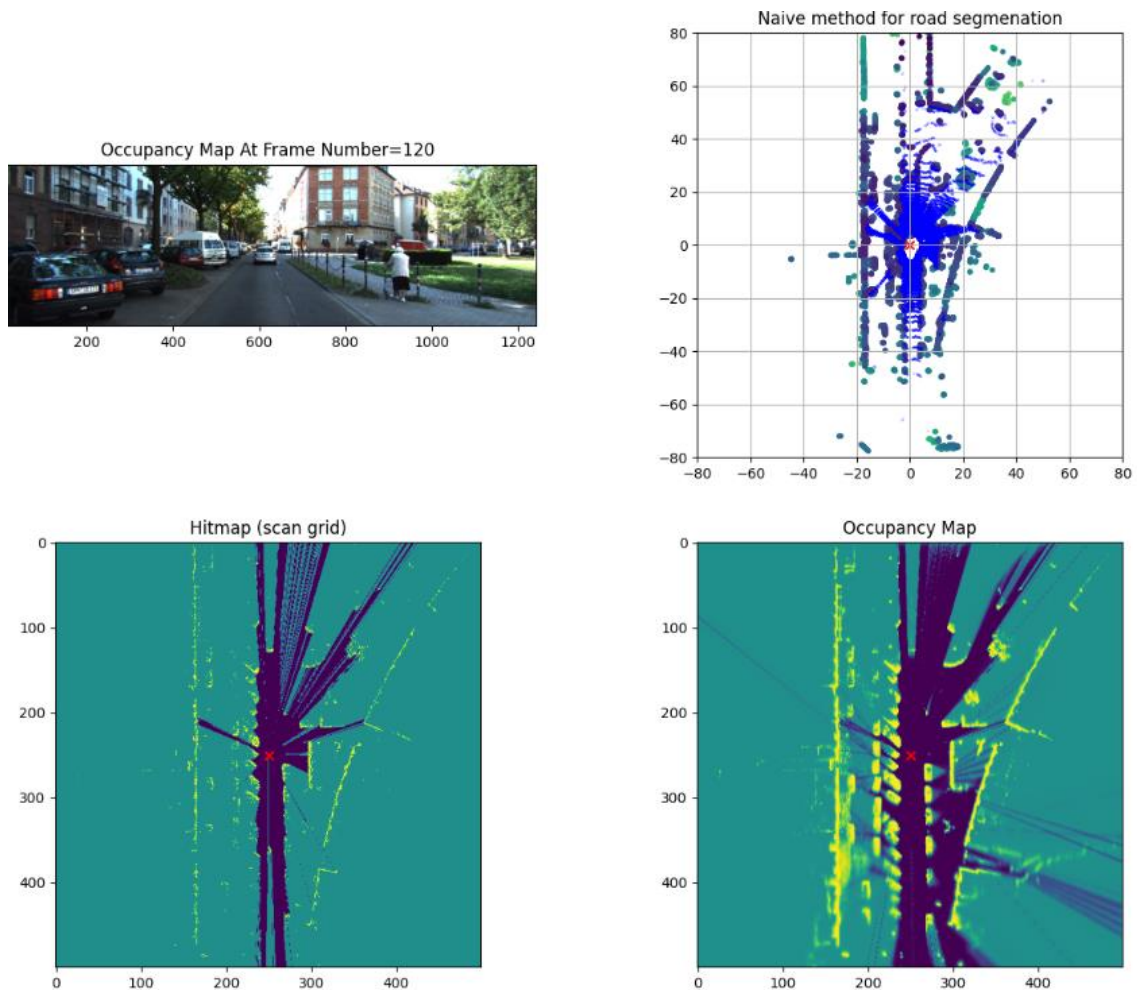 Naive method for road segmenation
80
60
40
20
0
−20
−40
−60
−80
−80 −60 −40 −20 0 20 40 60 80
Occupancy Map At Frame Number=120
200 400 600 800 1000 1200
Hitmap (scan grid)
0
100
200
300
400
0 100 200 300 400
Occupancy Map
0
100
200
300
400
0 100 200 300 400